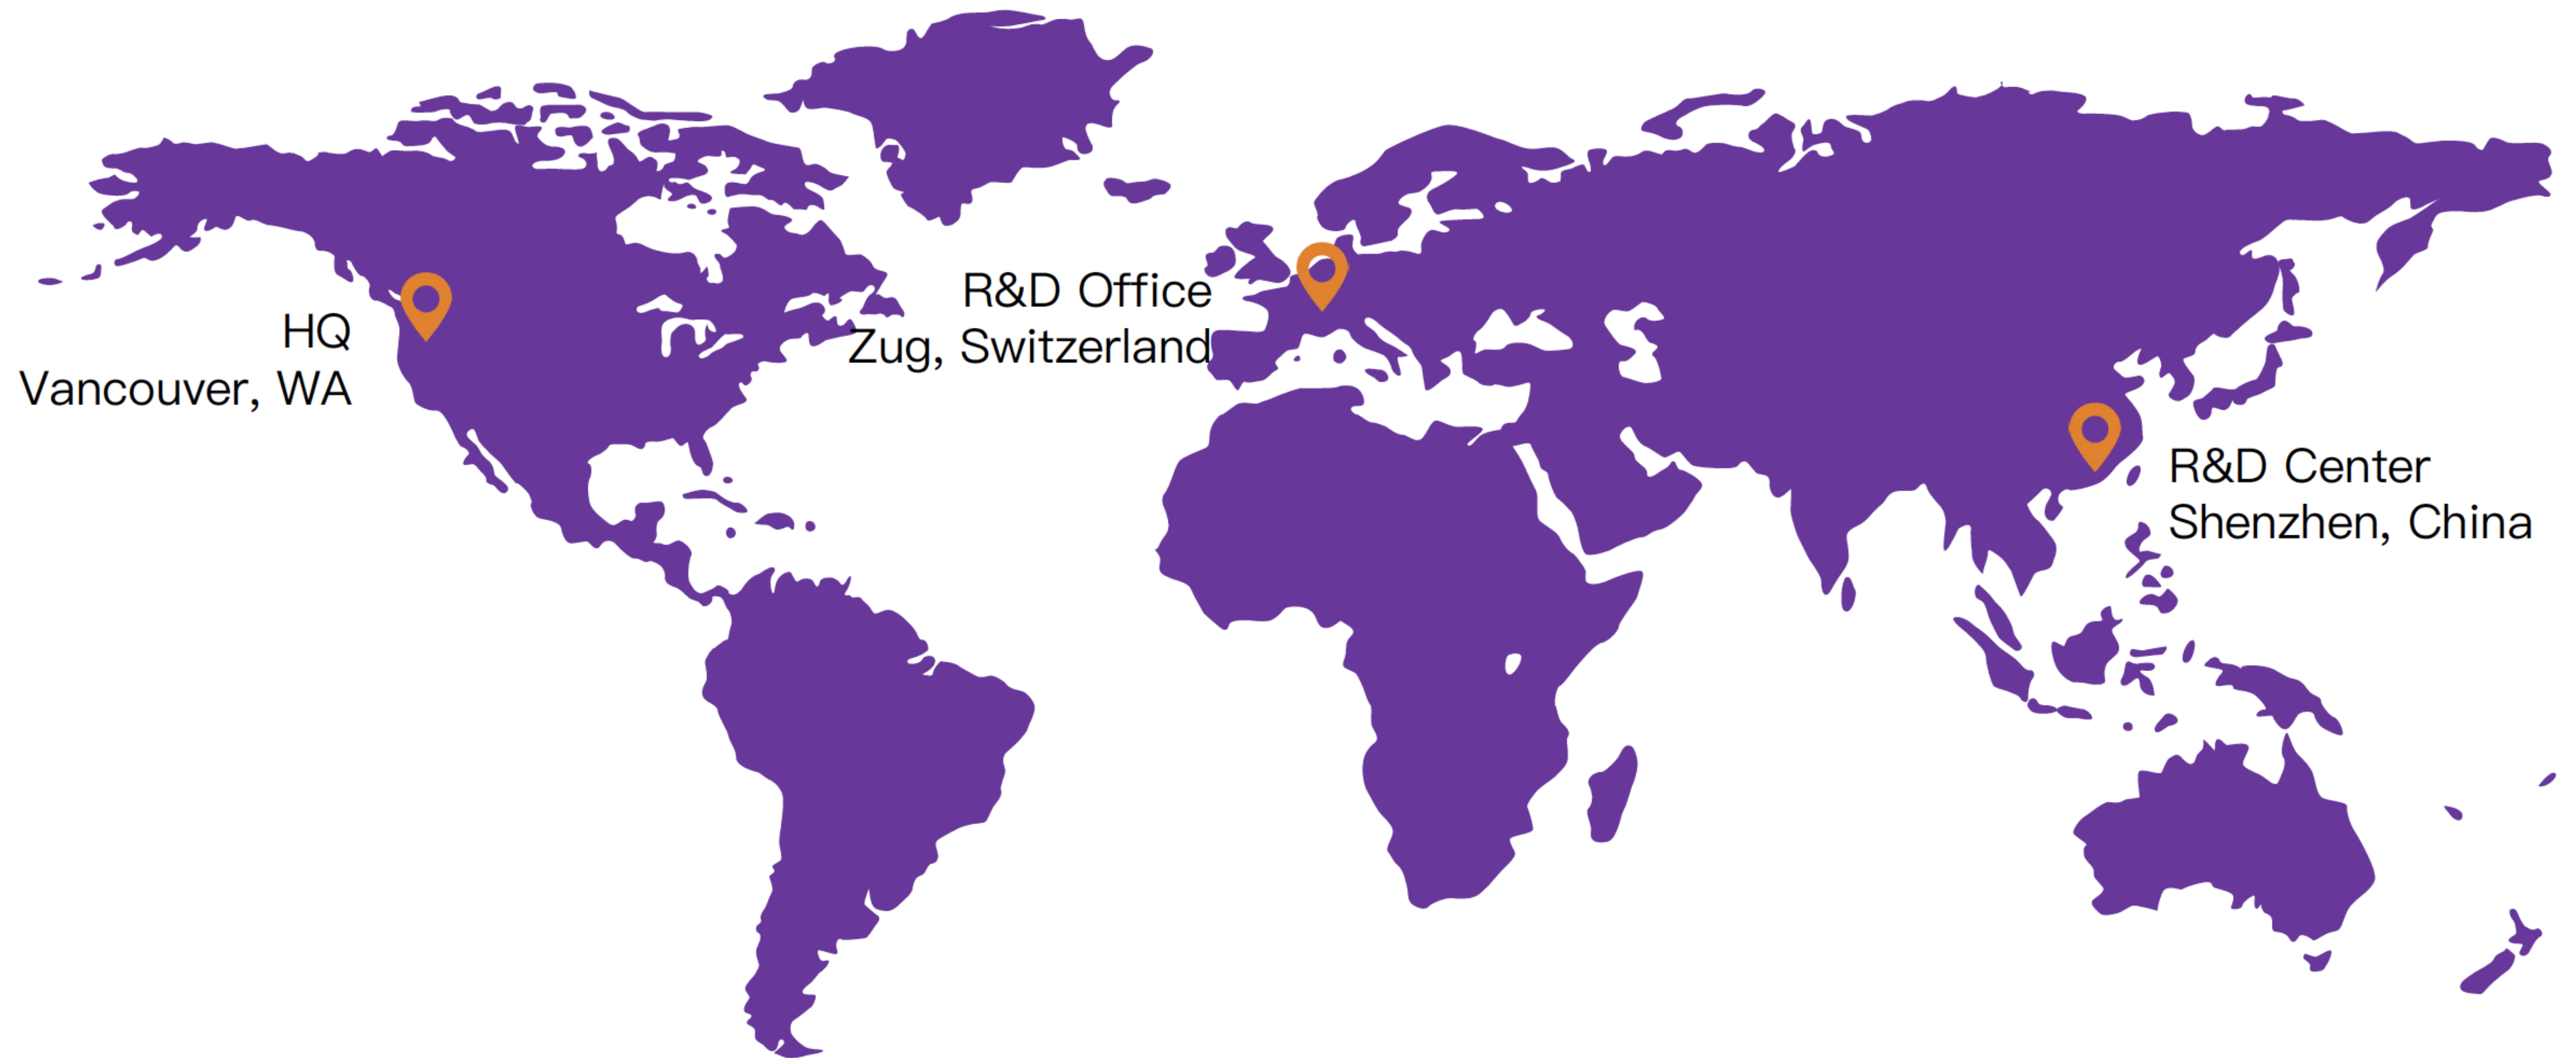 HQ
Vancouver, WA
R&D Office
Zug, Switzerland
R&D Center
Shenzhen, China